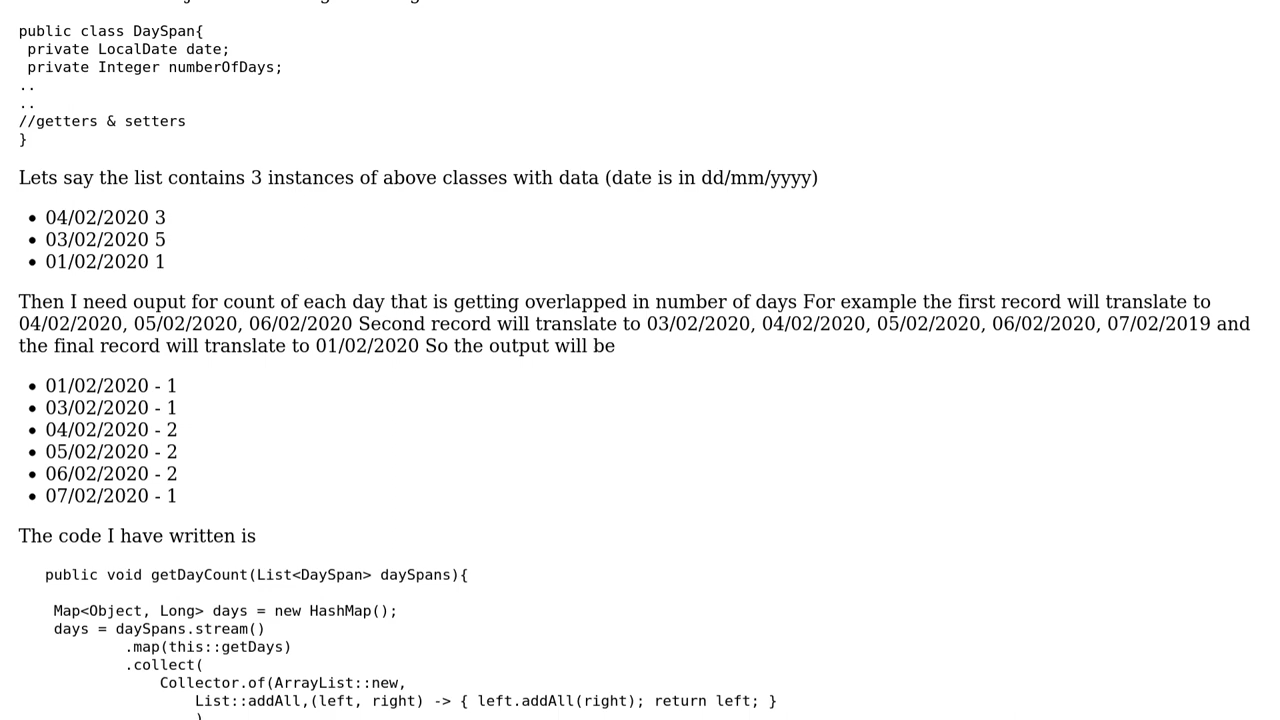 public class DaySpan{
private LocalDate date;
private Integer numberOfDays;
..
..
//getters & setters
}
Lets say the list contains 3 instances of above classes with data (date is in dd/mm/yyyy)
• 04/02/2020 3
• 03/02/2020 5
• 01/02/2020 1
Then I need ouput for count of each day that is getting overlapped in number of days For example the first record will translate to
04/02/2020, 05/02/2020, 06/02/2020 Second record will translate to 03/02/2020, 04/02/2020, 05/02/2020, 06/02/2020, 07/02/2019 and
the final record will translate to 01/02/2020 So the output will be
• 01/02/2020 - 1
• 03/02/2020 - 1
• 04/02/2020 - 2
• 05/02/2020 - 2
• 06/02/2020 - 2
• 07/02/2020 - 1
The code I have written is
public void getDayCount(List<DaySpan> daySpans){
Map<Object, Long> days = new HashMap();
days = daySpans.stream()
.map(this::getDays)
.collect(
Collector.of(ArrayList::new,
List::addAll,(left, right) -> { left.addAll(right); return left; }
)